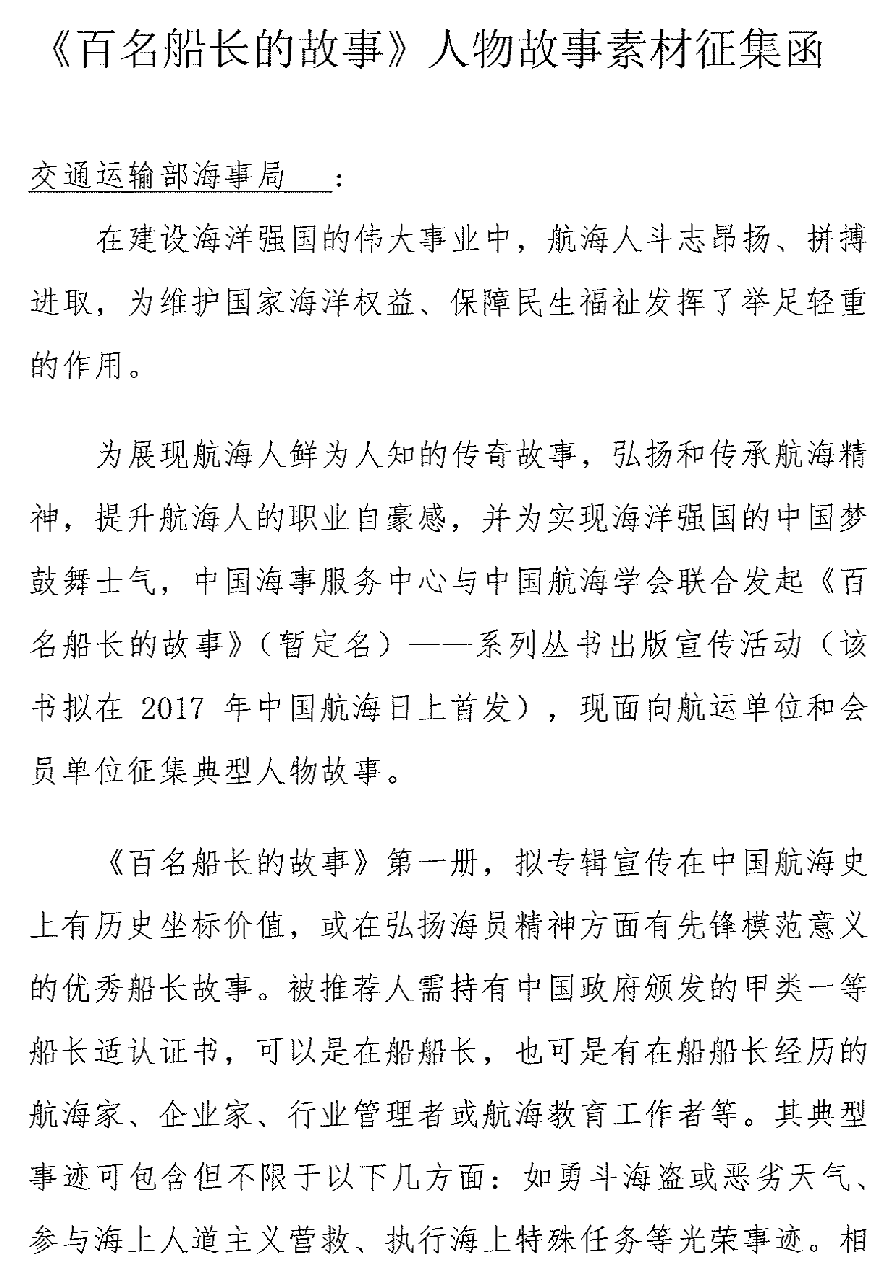 《百名船长的故事》人物故事素材征集函
交通运输部海事局 ：
在建设海洋强国的伟大事业中，航海人斗志昂扬、拼搏
进取，为维护国家海洋权益、保障民生福祉发挥了举足轻重
的作用。
为展现航海人鲜为人知的传奇故事，弘扬和传承航海精
神，提升航海人的职业自豪感，并为实现海洋强国的中国梦
鼓舞士气，中国海事服务中心与中国航海学会联合发起《百
名船长的故事》（暂定名）——系列丛书出版宣传活动（该
书拟在 2017 年中国航海日上首发），现面向航运单位和会
员单位征集典型人物故事。
《百名船长的故事》第一册，拟专辑宣传在中国航海史
上有历史坐标价值，或在弘扬海员精神方面有先锋模范意义
的优秀船长故事。被推荐人需持有中国政府颁发的甲类一等
船长适认证书，可以是在船船长，也可是有在船船长经历的
航海家、企业家、行业管理者或航海教育工作者等。其典型
事迹可包含但不限于以下几方面：如勇斗海盗或恶劣天气、
参与海上人道主义营救、执行海上特殊任务等光荣事迹。相